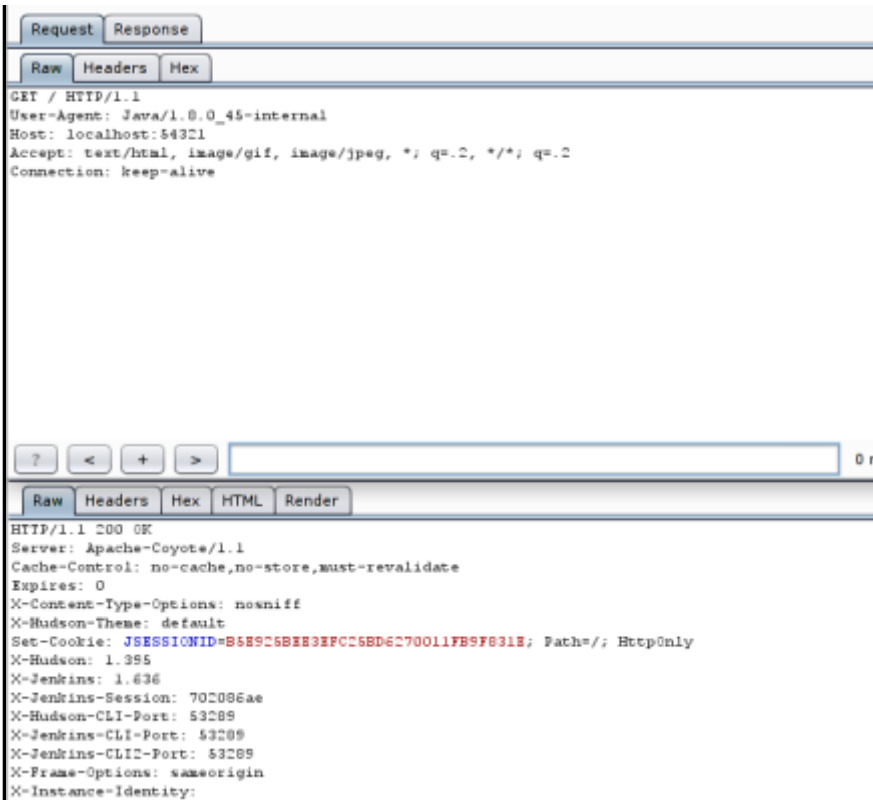 Request Response
Raw Headers Hex
GET / HTTP/1.1
User-Agent: Java/1.8.0_45-internal
Host: localhost:54321
Accept: text/html, image/gif, image/jpeg, *; q=.2, */*; q=.2
Connection: keep-alive
? < + >
0
Raw Headers Hex HTML Render
HTTP/1.1 200 OK
Server: Apache-Coyote/1.1
Cache-Control: no-cache,no-store,must-revalidate
Expires: 0
X-Content-Type-Options: nosniff
X-Hudson-Theme: default
Set-Cookie: Path=/; HttpOnly
X-Hudson: 1.395
X-Jenkins: 1.636
X-Jenkins-Session: 702086ae
X-Hudson-CLI-Port: 53289
X-Jenkins-CLI-Port: 53289
X-Jenkins-CLI2-Port: 53289
X-Frame-Options: sameorigin
X-Instance-Identity: